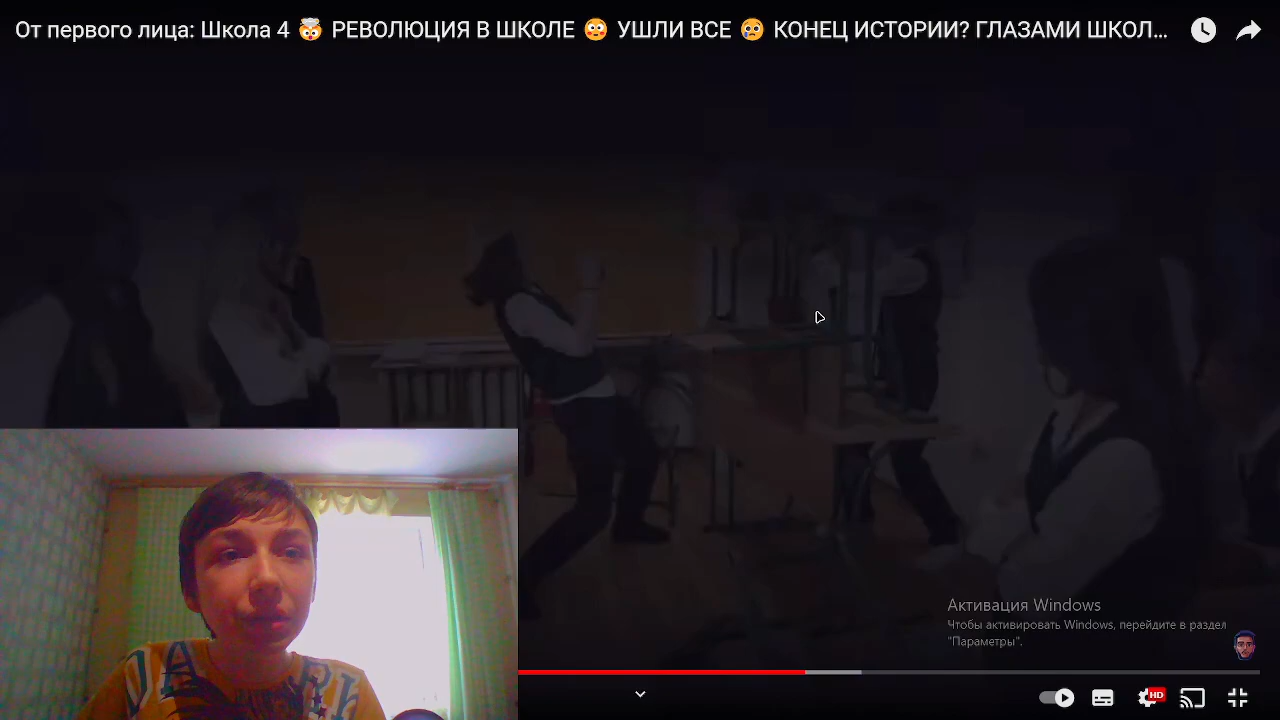 От первого лица: Школа 4 🤯 РЕВОЛЮЦИЯ В ШКОЛЕ 😳 УШЛИ ВСЕ 😢 КОНЕЦ ИСТОРИИ? ГЛАЗАМИ ШКОЛ...
Активация Windows
Чтобы активировать Windows, перейдите в раздел
"Параметры".
HD